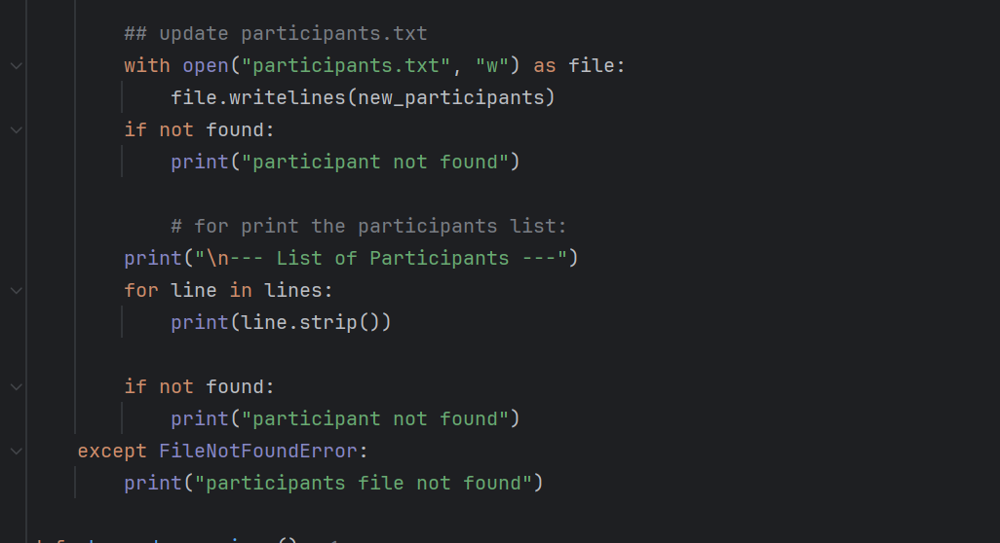 ## update participants.txt
with open("participants.txt", "w") as file:
file.writelines(new_participants)
if not found:
print("participant not found")
# for print the participants list:
print("\n--- List of Participants ---")
for line in lines:
print(line.strip())
if not found:
print("participant not found")
except FileNotFoundError:
print("participants file not found")